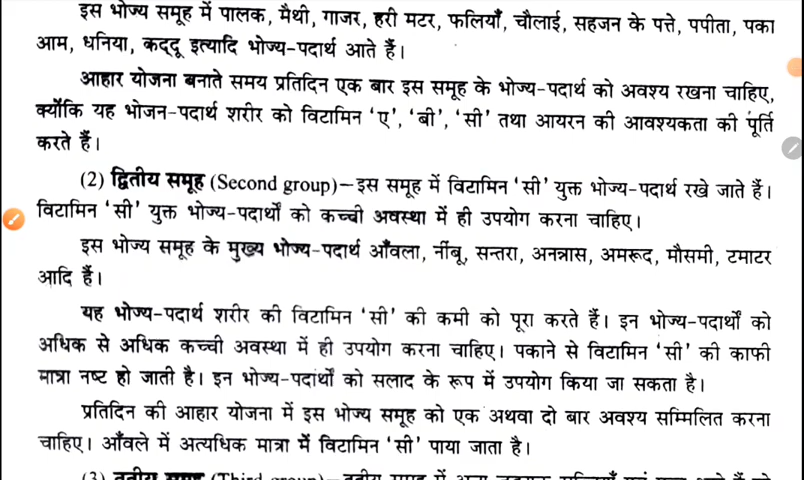 इस भोज्य समूह में पालक, मैथी, गाजर, हरी मटर, फलियाँ, चौलाई, सहजन के पत्ते, पपीता, पका
आम, धनिया, कद्दू इत्यादि भोज्य-पदार्थ आते हैं।
आहार योजना बनाते समय प्रतिदिन एक बार इस समूह के भोज्य-पदार्थ को अवश्य रखना चाहिए,
क्योंकि यह भोजन-पदार्थ शरीर को विटामिन 'ए', 'बी', 'सी' तथा आयरन की आवश्यकता की पूर्ति
करते हैं।
(2) द्वितीय समूह (Second group)—इस समूह में विटामिन 'सी' युक्त भोज्य-पदार्थ रखे जाते हैं।
विटामिन 'सी' युक्त भोज्य-पदार्थों को कच्ची अवस्था में ही उपयोग करना चाहिए।
इस भोज्य समूह के मुख्य भोज्य-पदार्थ आँवला, नींबू, सन्तरा, अनन्नास, अमरूद, मौसमी, टमाटर
आदि हैं।
यह भोज्य-पदार्थ शरीर की विटामिन 'सी' की कमी को पूरा करते हैं। इन भोज्य-पदार्थों को
अधिक से अधिक कच्ची अवस्था में ही उपयोग करना चाहिए। पकाने से विटामिन 'सी' की काफी
मात्रा नष्ट हो जाती है। इन भोज्य-पदार्थों को सलाद के रूप में उपयोग किया जा सकता है।
प्रतिदिन की आहार योजना में इस भोज्य समूह को एक अथवा दो बार अवश्य सम्मिलित करना
चाहिए। आँवले में अत्यधिक मात्रा में विटामिन 'सी' पाया जाता है।
(3) तृतीय समूह (Third group)—तृतीय समूह में